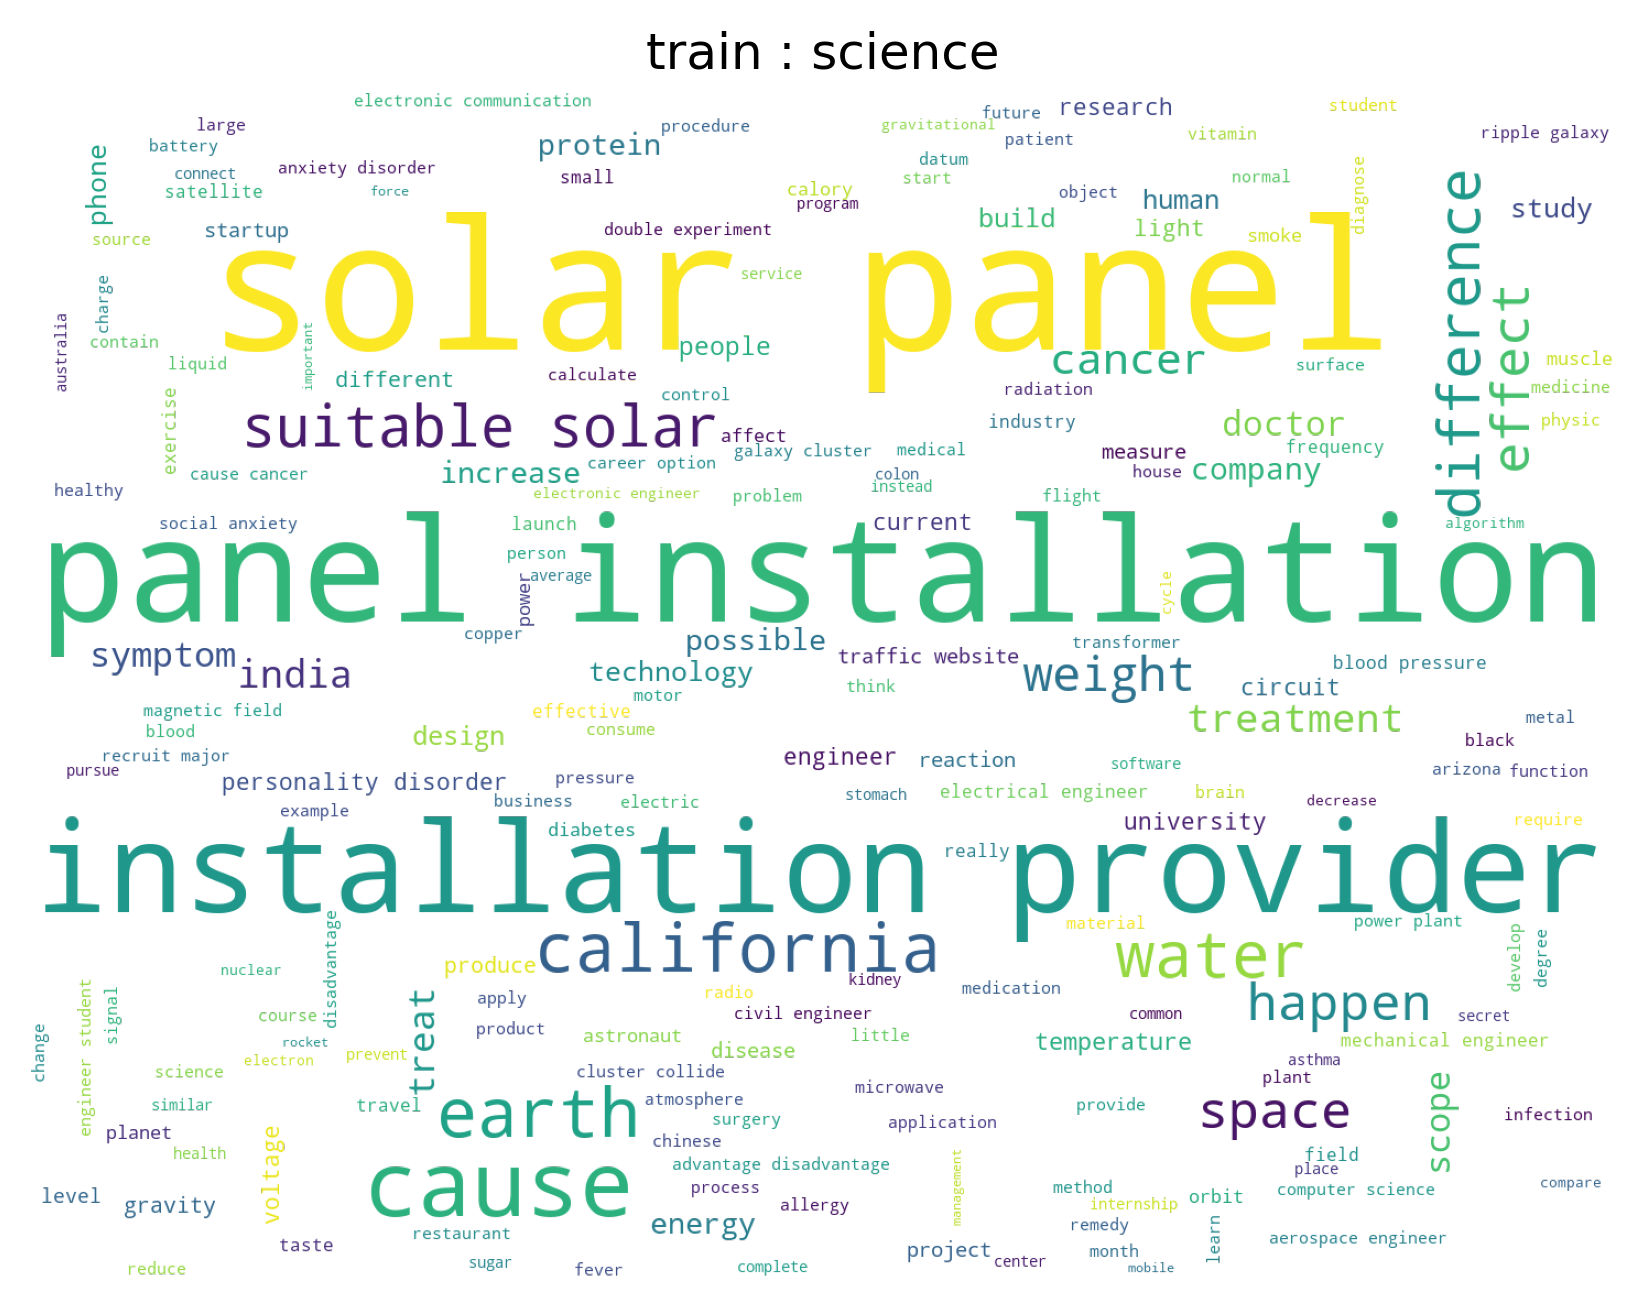 train : science
electronic communication
large
procedure
gravitational
future
research
student
battery
phone
protein
datum
patient
vitamin
ripple galaxy
connect
anxiety disorder
small
calory
start
object
human
normal
diagnose
satellite
force
program
source
startup
double experiment
build
light
smoke
study
solar panel
service
charge
difference
effect
australia
contain
important
people
cancer
surface
muscle
liquid
different
calculate
control
radiation
medicine
exercise
suitable solar
affect
industry
doctor
physic
cause cancer
increase
career option
galaxy cluster
medical
measure
frequency
healthy
electronic engineer
problem
colon
instead
house
company
flight
social anxiety
launch
current
algorithm
panel installation
person
average
power
cycle
copper
possible
transformer
symptom
india
technology
traffic website
weight
blood pressure
motor
think
circuit
magnetic field
effective
treatment
metal
blood
design
consume
black
recruit major
engineer
reaction
software
arizona
function
pursue
personality disorder
pressure
electrical engineer
brain
decrease
example
business
electric
stomach
diabetes
university
require
installation provider
really
disadvantage
california
material
power plant
water
develop
degree
nuclear
produce
kidney
engineer student
signal
apply
radio
medication
happen
course
treat
product
civil engineer
common
secret
change
rocket
astronaut
little
temperature
mechanical engineer
electron
prevent
disease
asthma
science
cluster collide
microwave
plant
scope
similar
travel
earth
atmosphere
provide
space
infection
planet
voltage
surgery
application
health
cause
chinese
field
advantage disadvantage
management
place
level
process
method
computer science
compare
gravity
allergy
internship
orbit
restaurant
energy
remedy
learn
taste
project
month
aerospace engineer
reduce
sugar
fever
complete
center
mobile